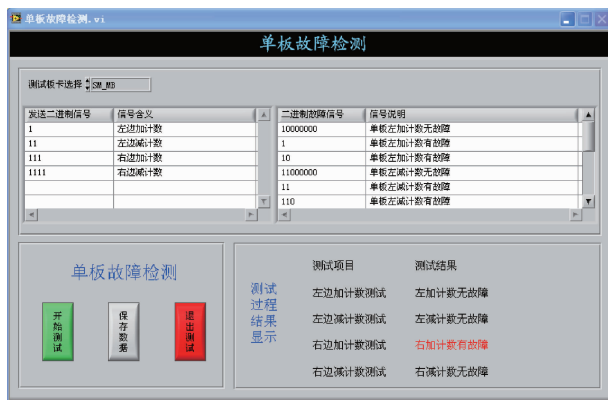 单板故障检测.vi
单板故障检测
测试板卡选择 SW_MB
发送二进制信号 信号含义
1 左边加计数
11 左边减计数
111 右边加计数
1111 右边减计数
二进制故障信号 信号说明
10000000 单板左加计数无故障
1 单板左加计数有故障
10 单板左加计数有故障
11000000 单板左减计数无故障
11 单板左减计数有故障
110 单板左减计数有故障
单板故障检测
开始测试
保存数据
退出测试
测试过程结果显示
测试项目 测试结果
左边加计数测试 左加计数无故障
左边减计数测试 左减计数无故障
右边加计数测试 右加计数有故障
右边减计数测试 右减计数无故障